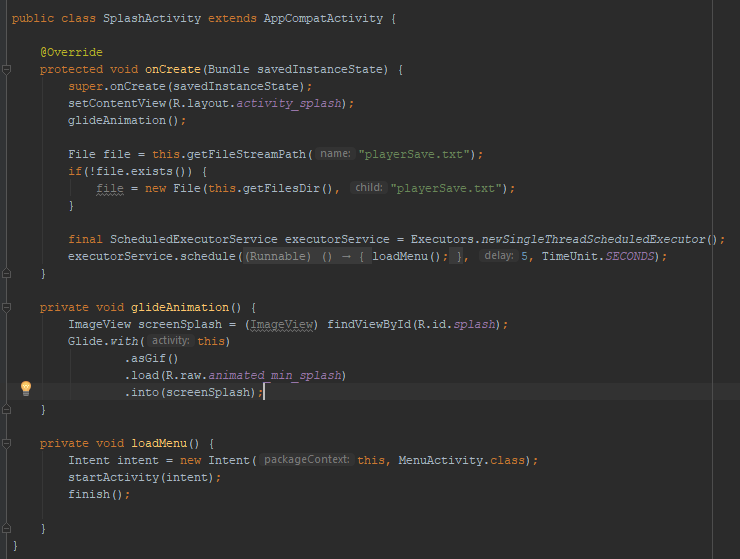 public class SplashActivity extends AppCompatActivity {
@Override
protected void onCreate(Bundle savedInstanceState) {
super.onCreate(savedInstanceState);
setContentView(R.layout.activity_splash);
glideAnimation();
File file = this.getFileStreamPath( name: "playerSave.txt");
if(!file.exists()) {
file = new File(this.getFilesDir(), child: "playerSave.txt");
}
final ScheduledExecutorService executorService = Executors.newSingleThreadScheduledExecutor();
executorService.schedule((Runnable) () → { loadMenu(); }, delay: 5, TimeUnit.SECONDS);
}
private void glideAnimation() {
ImageView screenSplash = (ImageView) findViewById(R.id.splash);
Glide.with( activity: this)
.asGif()
.load(R.raw.animated_min_splash)
.into(screenSplash);
}
private void loadMenu() {
Intent intent = new Intent( packageContext: this, MenuActivity.class);
startActivity(intent);
finish();
}
}